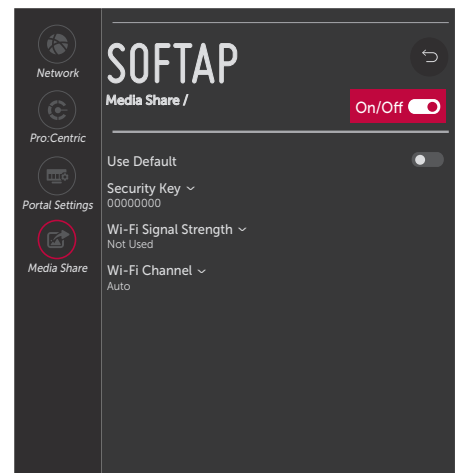 Network
Pro:Centric
Portal Settings
Media Share
SOFTAP
Media Share /
On/Off
Use Default
Security Key
00000000
Wi-Fi Signal Strength
Not Used
Wi-Fi Channel
Auto